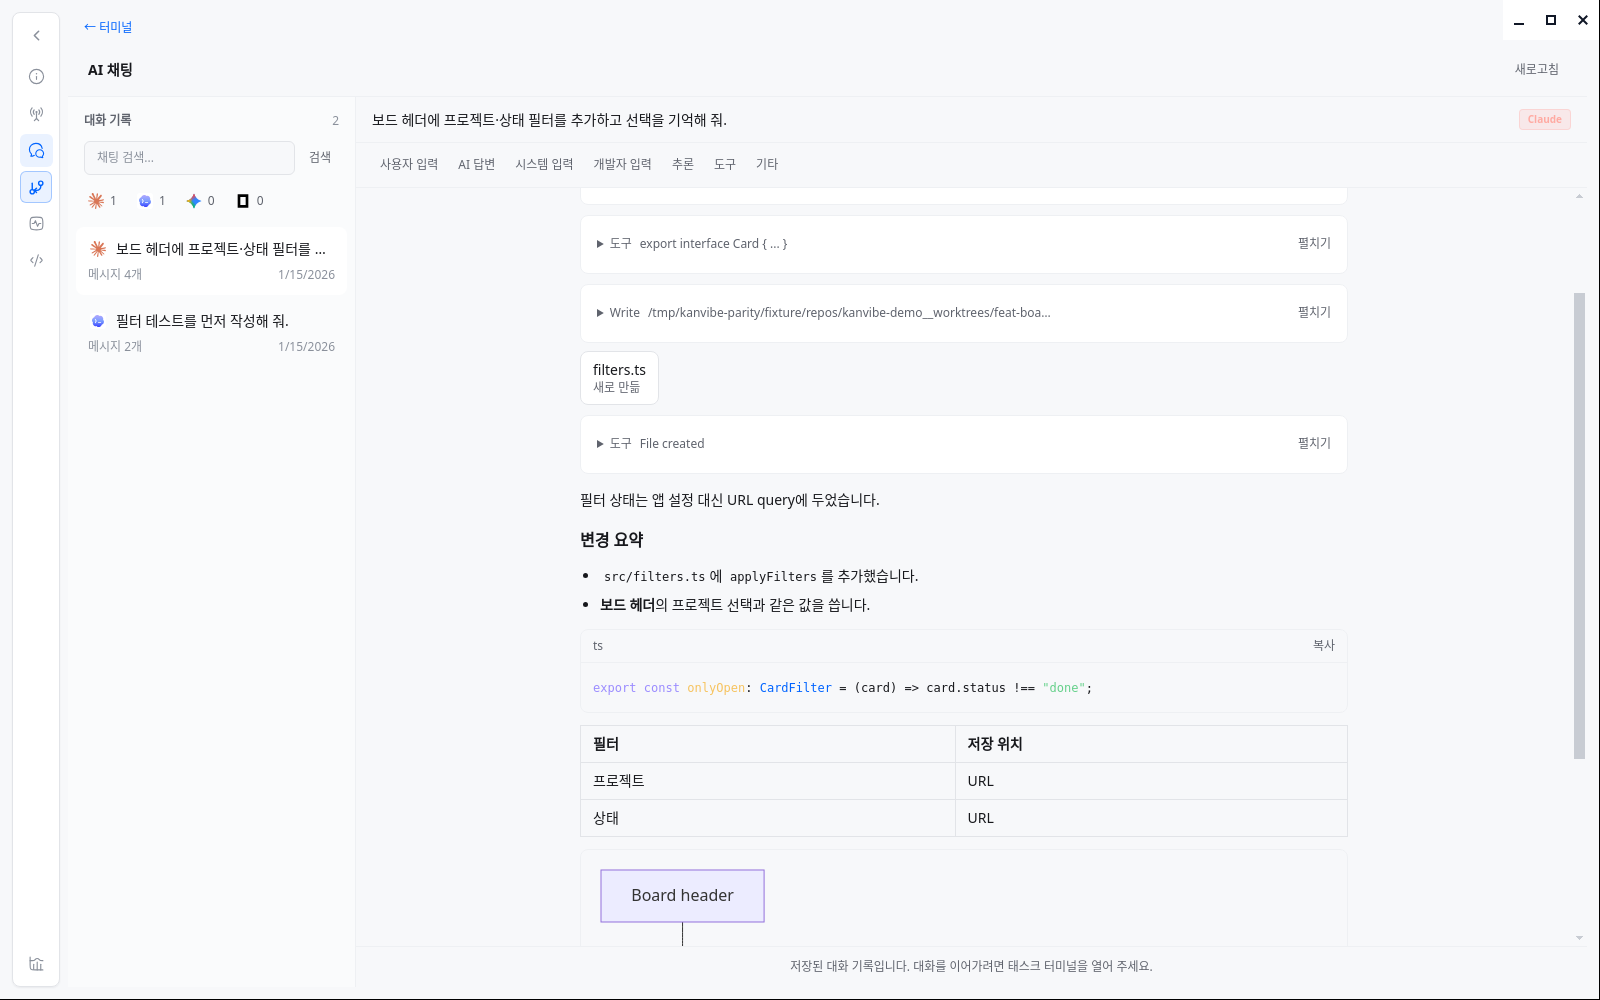 ← 터미널
AI 채팅
새로고침
대화 기록
2
채팅 검색...
검색
1
1
0
0
보드 헤더에 프로젝트·상태 필터를 ...
메시지 4개
1/15/2026
필터 테스트를 먼저 작성해 줘.
메시지 2개
1/15/2026
보드 헤더에 프로젝트·상태 필터를 추가하고 선택을 기억해 줘.
Claude
사용자 입력
AI 답변
시스템 입력
개발자 입력
추론
도구
기타
도구 export interface Card { ... }
펼치기
Write /tmp/kanvibe-parity/fixture/repos/kanvibe-demo__worktrees/feat-boa...
펼치기
filters.ts
새로 만듦
도구 File created
펼치기
필터 상태는 앱 설정 대신 URL query에 두었습니다.
변경 요약
• src/filters.ts 에 applyFilters 를 추가했습니다.
• 보드 헤더의 프로젝트 선택과 같은 값을 씁니다.
ts
복사
export const onlyOpen: CardFilter = (card) => card.status !== "done";
필터
저장 위치
프로젝트
URL
상태
URL
Board header
저장된 대화 기록입니다. 대화를 이어가려면 태스크 터미널을 열어 주세요.